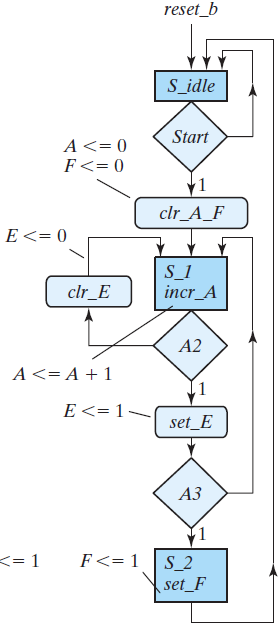 reset_b
S_idle
Start
A <= 0
F <= 0
1
clr_A_F
E <= 0
clr_E
S_1
incr_A
A2
A <= A + 1
1
E <= 1
set_E
A3
1
<= 1
F <= 1
S_2
set_F